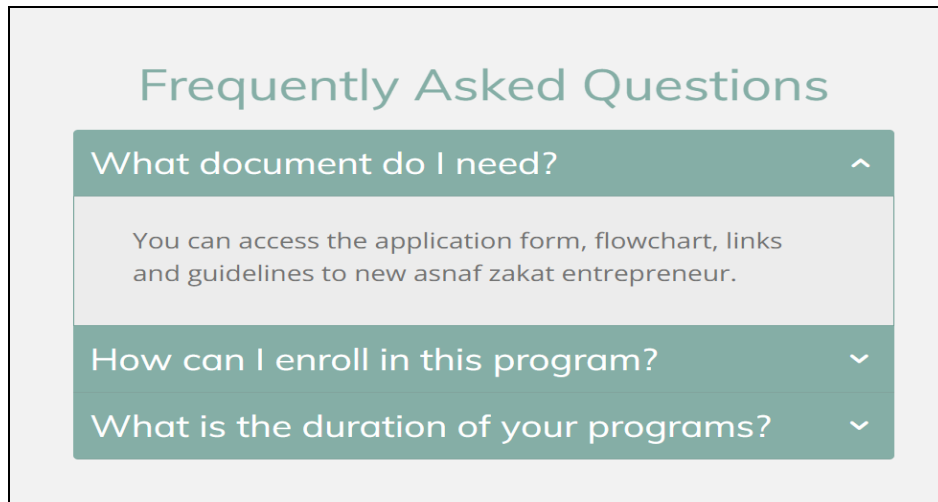 Frequently Asked Questions
What document do I need?
You can access the application form, flowchart, links
and guidelines to new asnaf zakat entrepreneur.
How can I enroll in this program?
What is the duration of your programs?